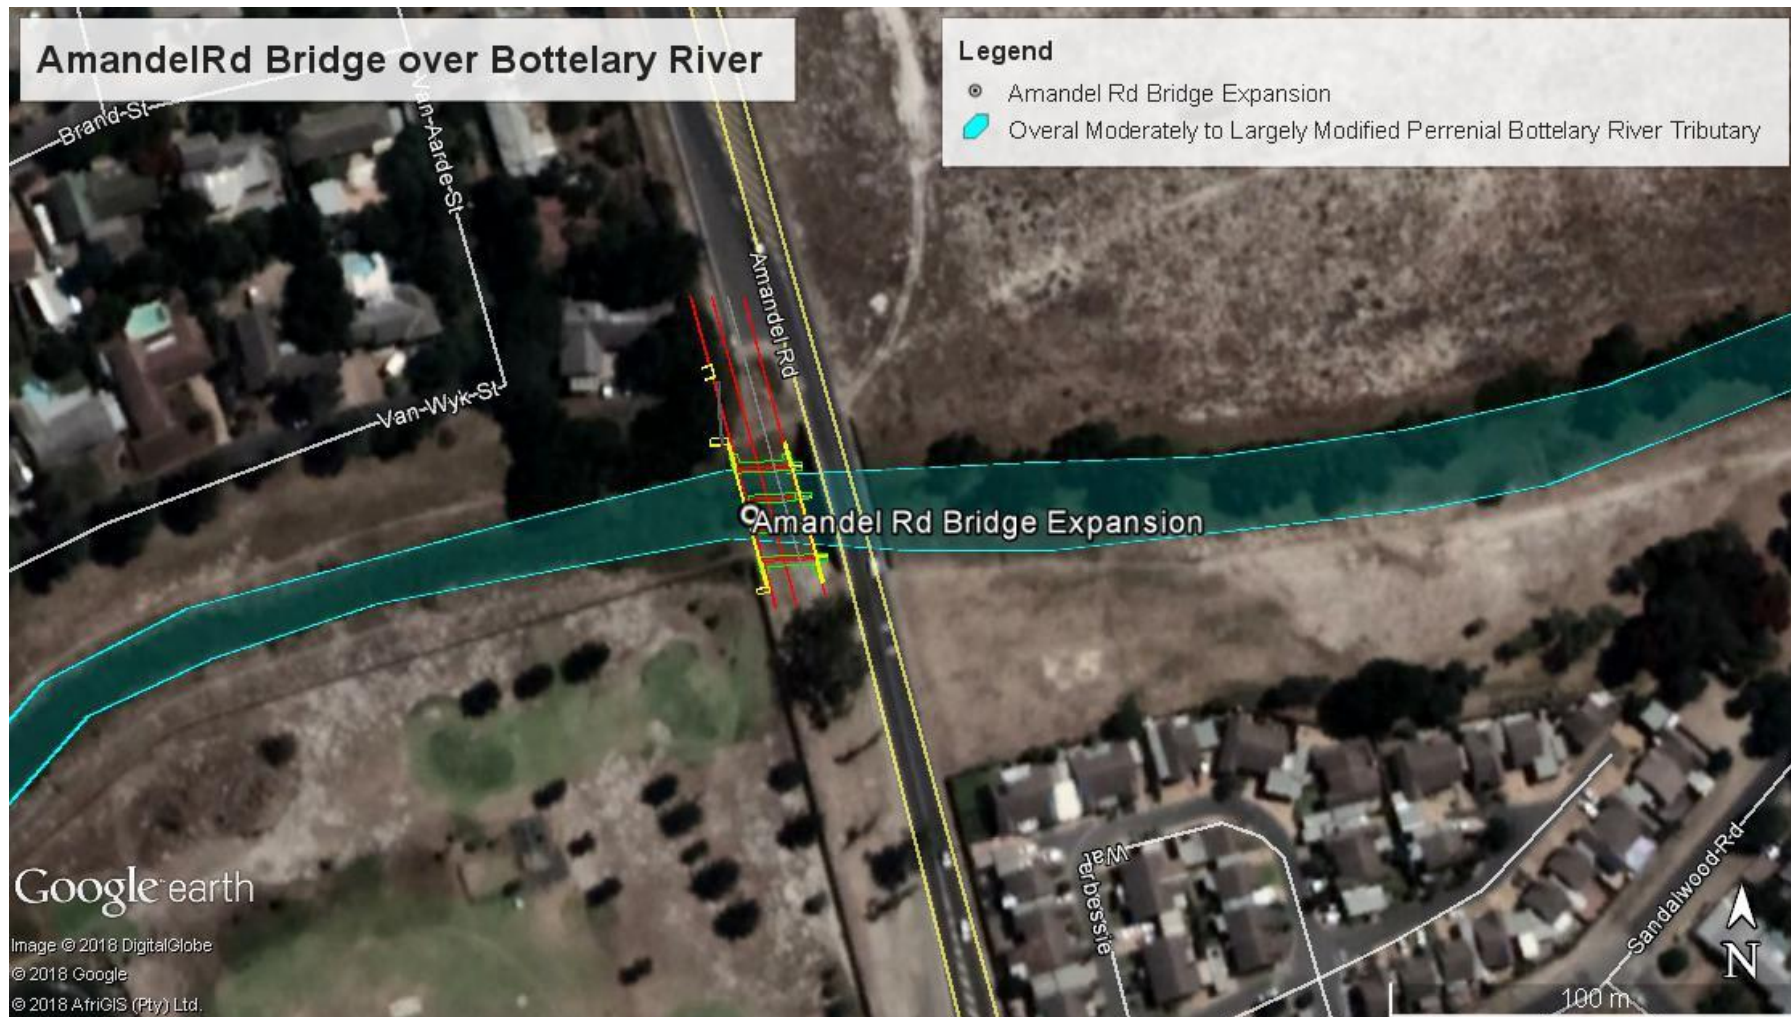 AmandelRd Bridge over Bottelary River
Legend
Amandel Rd Bridge Expansion
Overal Moderately to Largely Modified Perrenial Bottelary River Tributary
Brand-St
Van-Aarde-St
Amandel Rd
Van-Wyk-St
Amandel Rd Bridge Expansion
Waterbessie
Sandalwood-Rd
Google earth
Image © 2018 DigitalGlobe
© 2018 Google
© 2018 AfriGIS (Pty) Ltd.
N
100 m